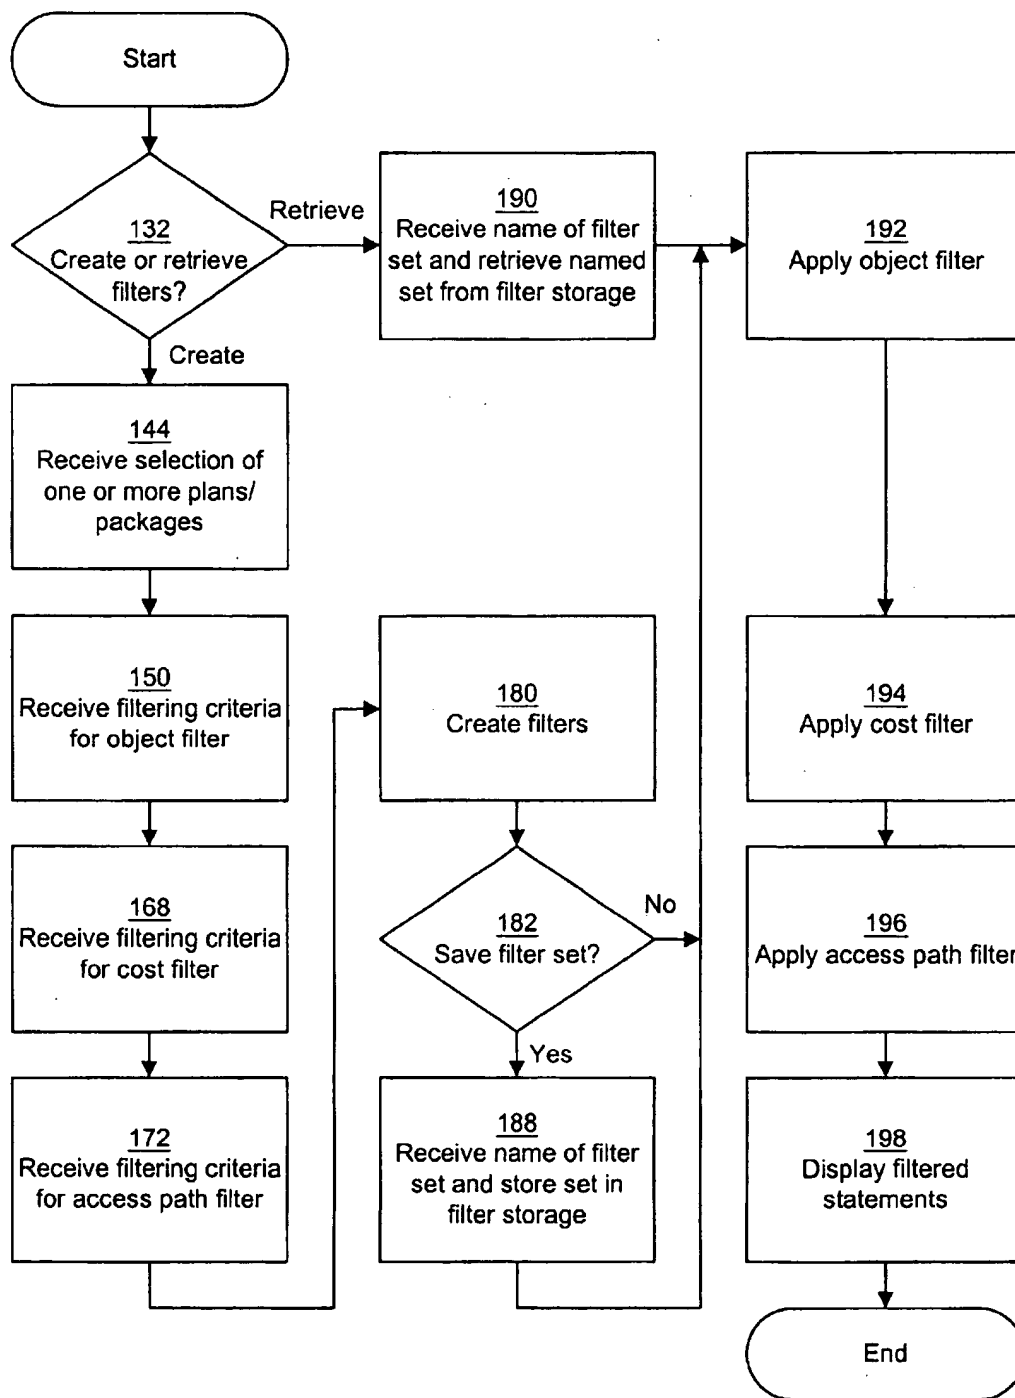 Start
132
Create or retrieve
filters?
Retrieve
Create
190
Receive name of filter
set and retrieve named
set from filter storage
192
Apply object filter
144
Receive selection of
one or more plans/
packages
150
Receive filtering criteria
for object filter
180
Create filters
194
Apply cost filter
168
Receive filtering criteria
for cost filter
182
Save filter set?
No
Yes
196
Apply access path filter
172
Receive filtering criteria
for access path filter
188
Receive name of filter
set and store set in
filter storage
198
Display filtered
statements
End